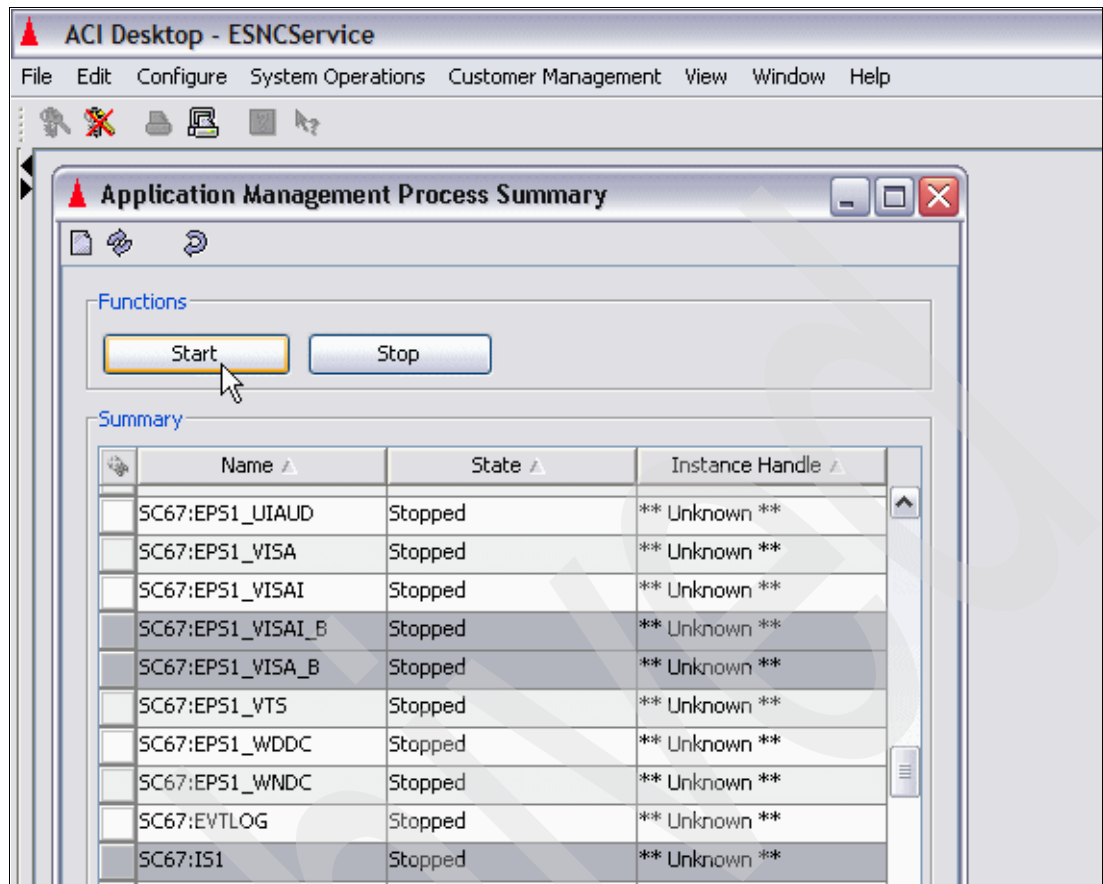 ACI Desktop - ESNCService
File Edit Configure System Operations Customer Management View Window Help
Application Management Process Summary
Functions
Start Stop
Summary
Name State Instance Handle
SC67:EPS1_UIAUD Stopped ** Unknown **
SC67:EPS1_VISA Stopped ** Unknown **
SC67:EPS1_VISAI Stopped ** Unknown **
SC67:EPS1_VISAI_B Stopped ** Unknown **
SC67:EPS1_VISA_B Stopped ** Unknown **
SC67:EPS1_VTS Stopped ** Unknown **
SC67:EPS1_WDDC Stopped ** Unknown **
SC67:EPS1_WNDC Stopped ** Unknown **
SC67:EVTLOG Stopped ** Unknown **
SC67:IS1 Stopped ** Unknown **